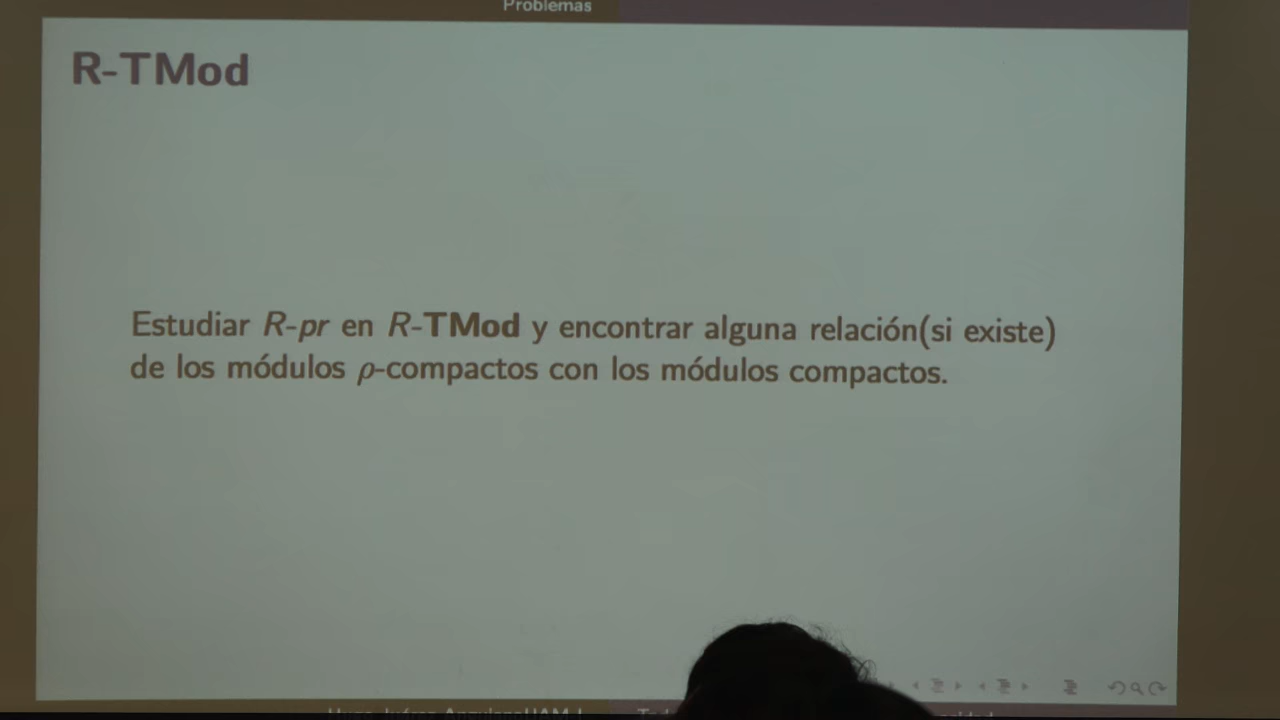 Problemas
R-TMod
Estudiar R-pr en R-TMod y encontrar alguna relación(si existe)
de los módulos ρ-compactos con los módulos compactos.